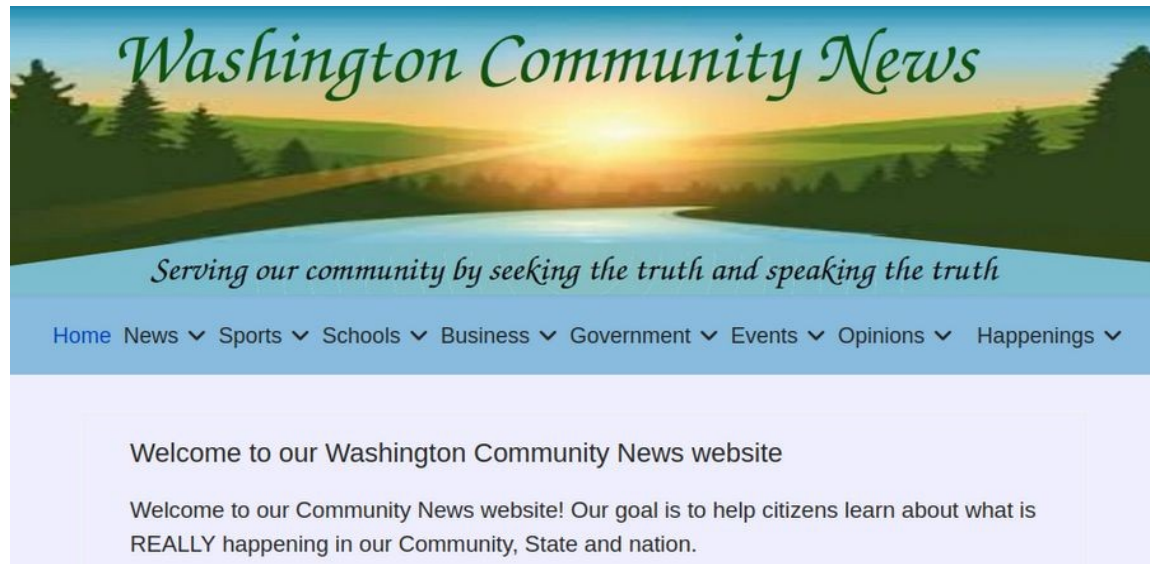 Washington Community News
Serving our community by seeking the truth and speaking the truth
Home News Sports Schools Business Government Events Opinions Happenings
Welcome to our Washington Community News website
Welcome to our Community News website! Our goal is to help citizens learn about what is
REALLY happening in our Community, State and nation.